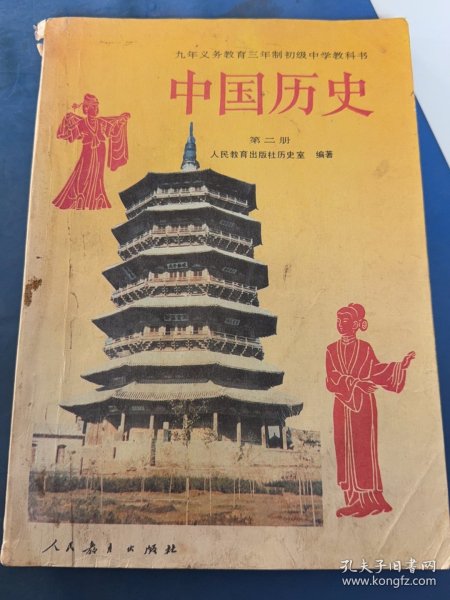 九年义务教育三年制初级中学教科书
中国历史
第二册
人民教育出版社历史室 编著
人民教育出版社
孔夫子旧书网
www.kongfz.com